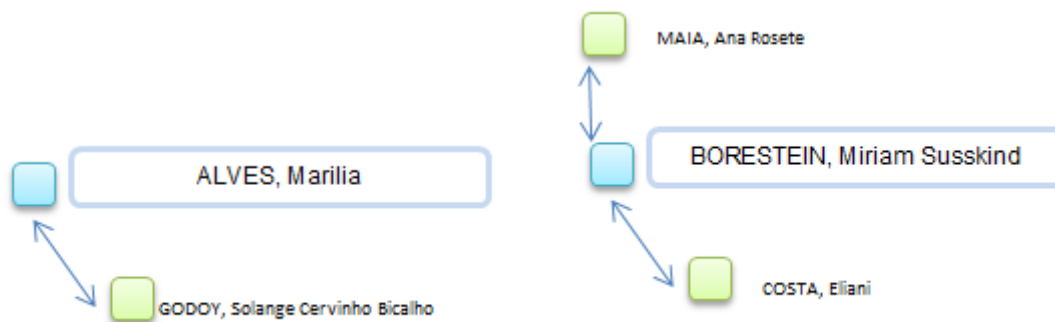 MAIA, Ana Rosete
ALVES, Marilia
BORESTEIN, Miriam Susskind
GODOY, Solange Cervinho Bicalho
COSTA, Eliani